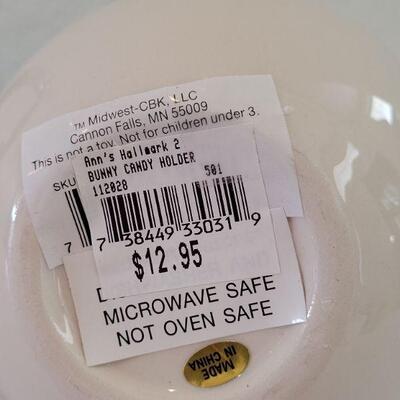 ™ Midwest-CBK, LLC
Cannon Falls, MN 55009
This is not a toy. Not for children under 3.
SKU
Ann's Hallmark 2
BUNNY CANDY HOLDER
112028 501
7 38449 33031 9
$12.95
MICROWAVE SAFE
NOT OVEN SAFE
MADE
IN CHINA